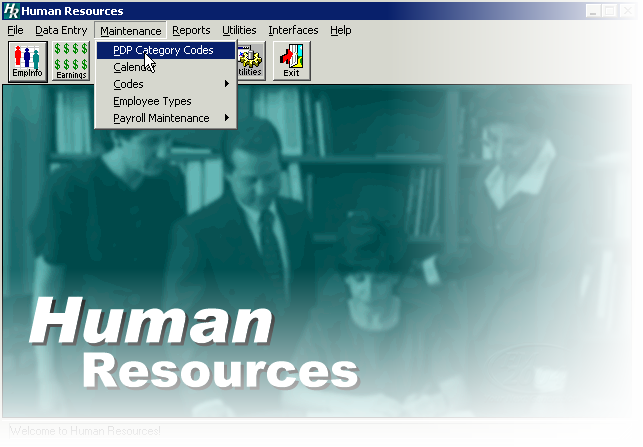 HR Human Resources
File Data Entry Maintenance Reports Utilities Interfaces Help
PDP Category Codes
Calendar
Codes
Employee Types
Payroll Maintenance
EmpInfo
$ $ $ $
$ $ $ $
Earnings
tilities
Exit
Human
Resources
Welcome to Human Resources!